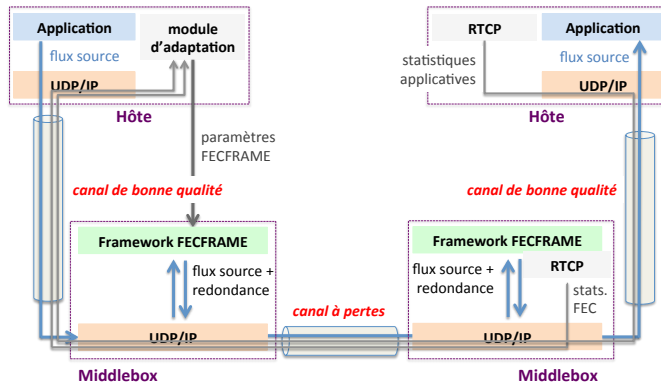 Application
module
d'adaptation
flux source
UDP/IP
Hôte
RTCP
Application
statistiques
applicatives
flux source
UDP/IP
Hôte
paramètres
FECFRAME
canal de bonne qualité
canal de bonne qualité
Framework FECFRAME
flux source +
redondance
UDP/IP
Middlebox
canal à pertes
Framework FECFRAME
flux source +
redondance
RTCP
stats.
FEC
UDP/IP
Middlebox